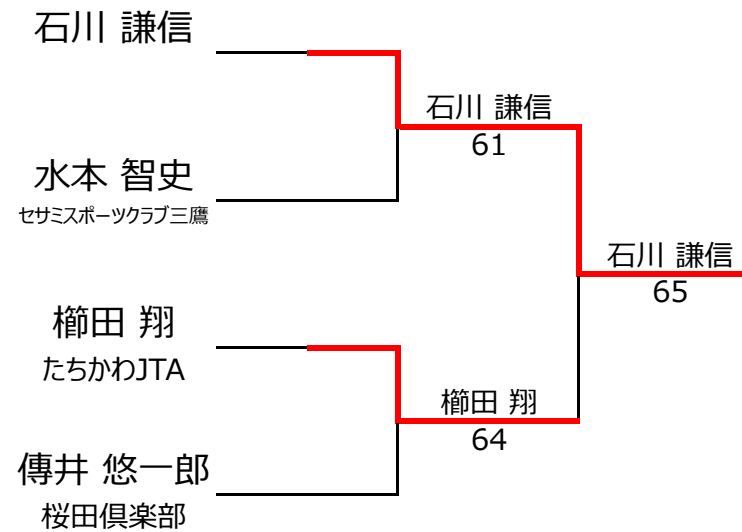 石川 謙信
石川 謙信
61
水本 智史
セサミスポーツクラブ三鷹
石川 謙信
65
櫛田 翔
たちかわJTA
櫛田 翔
64
傳井 悠一郎
桜田倶楽部